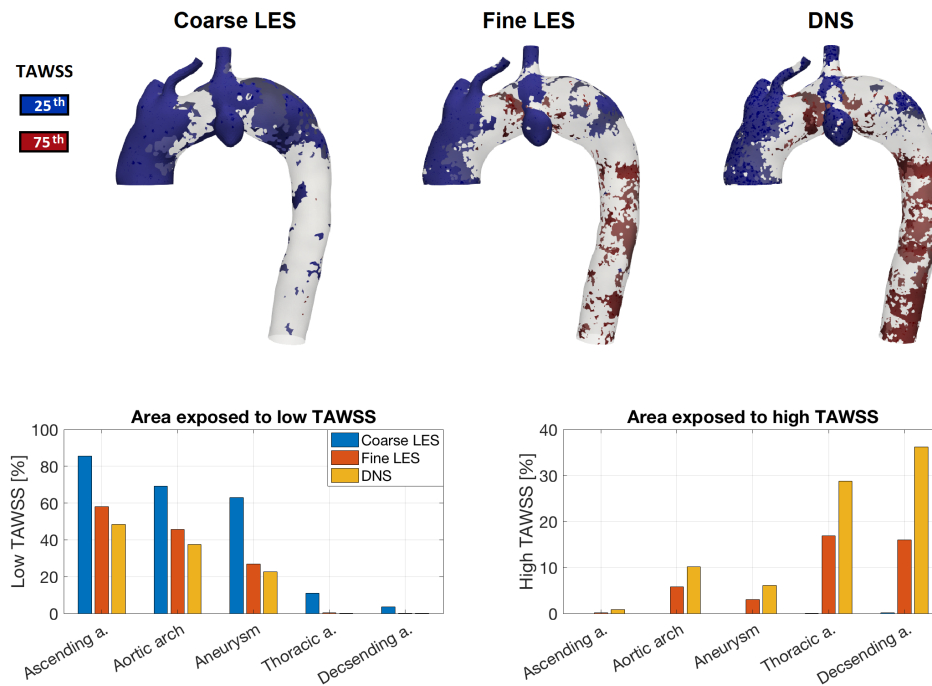 Coarse LES
Fine LES
DNS
TAWSS
25th
75th
Area exposed to low TAWSS
Low TAWSS [%]
100
80
60
40
20
0
Coarse LES
Fine LES
DNS
Ascending a.
Aortic arch
Aneurysm
Thoracic a.
Decsending a.
Area exposed to high TAWSS
High TAWSS [%]
40
30
20
10
0
Ascending a.
Aortic arch
Aneurysm
Thoracic a.
Decsending a.